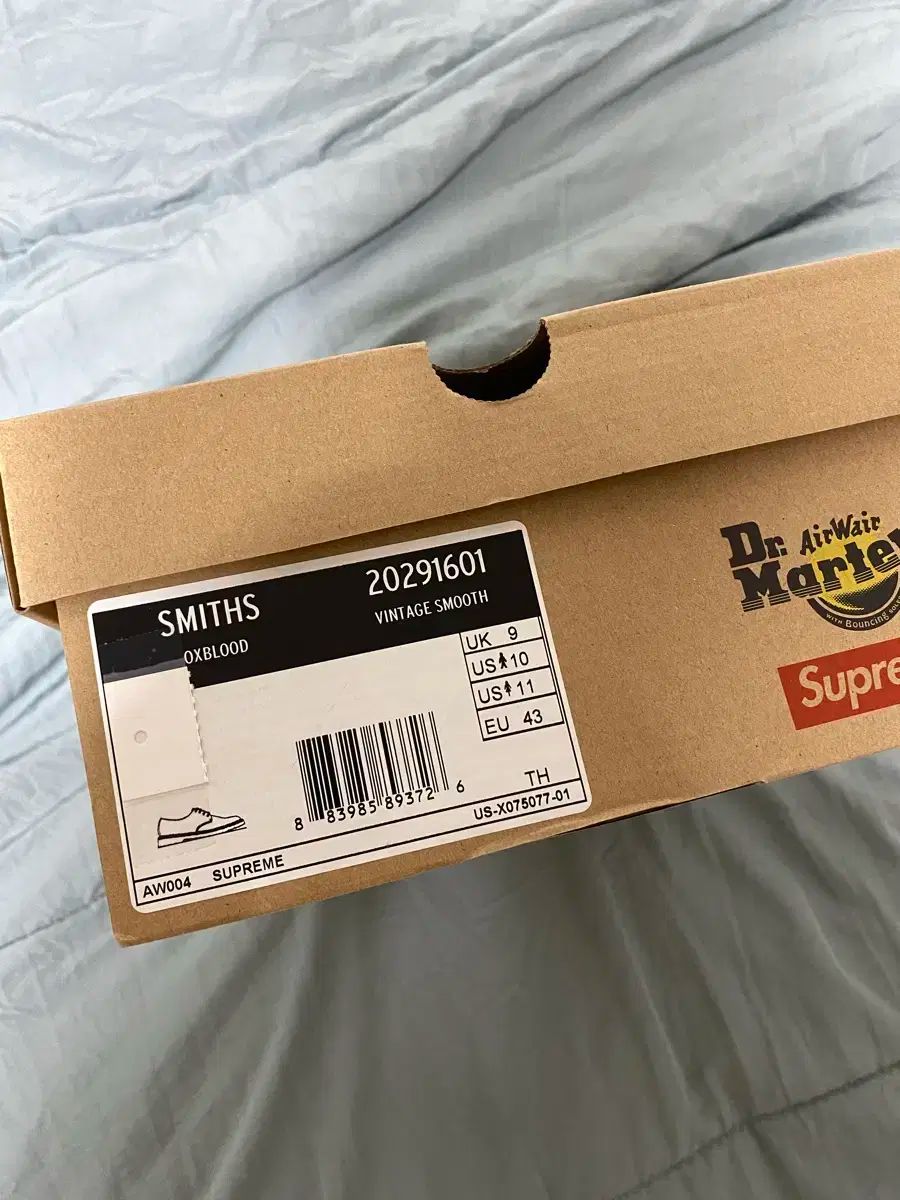 SMITHS
20291601
OXBLOOD
VINTAGE SMOOTH
UK 9
US 10
US 11
EU 43
8 83985 89372 6
TH
US-X075077-01
AW004 SUPREME
Dr. AirWair
Marte
WITH Bouncing
Supre